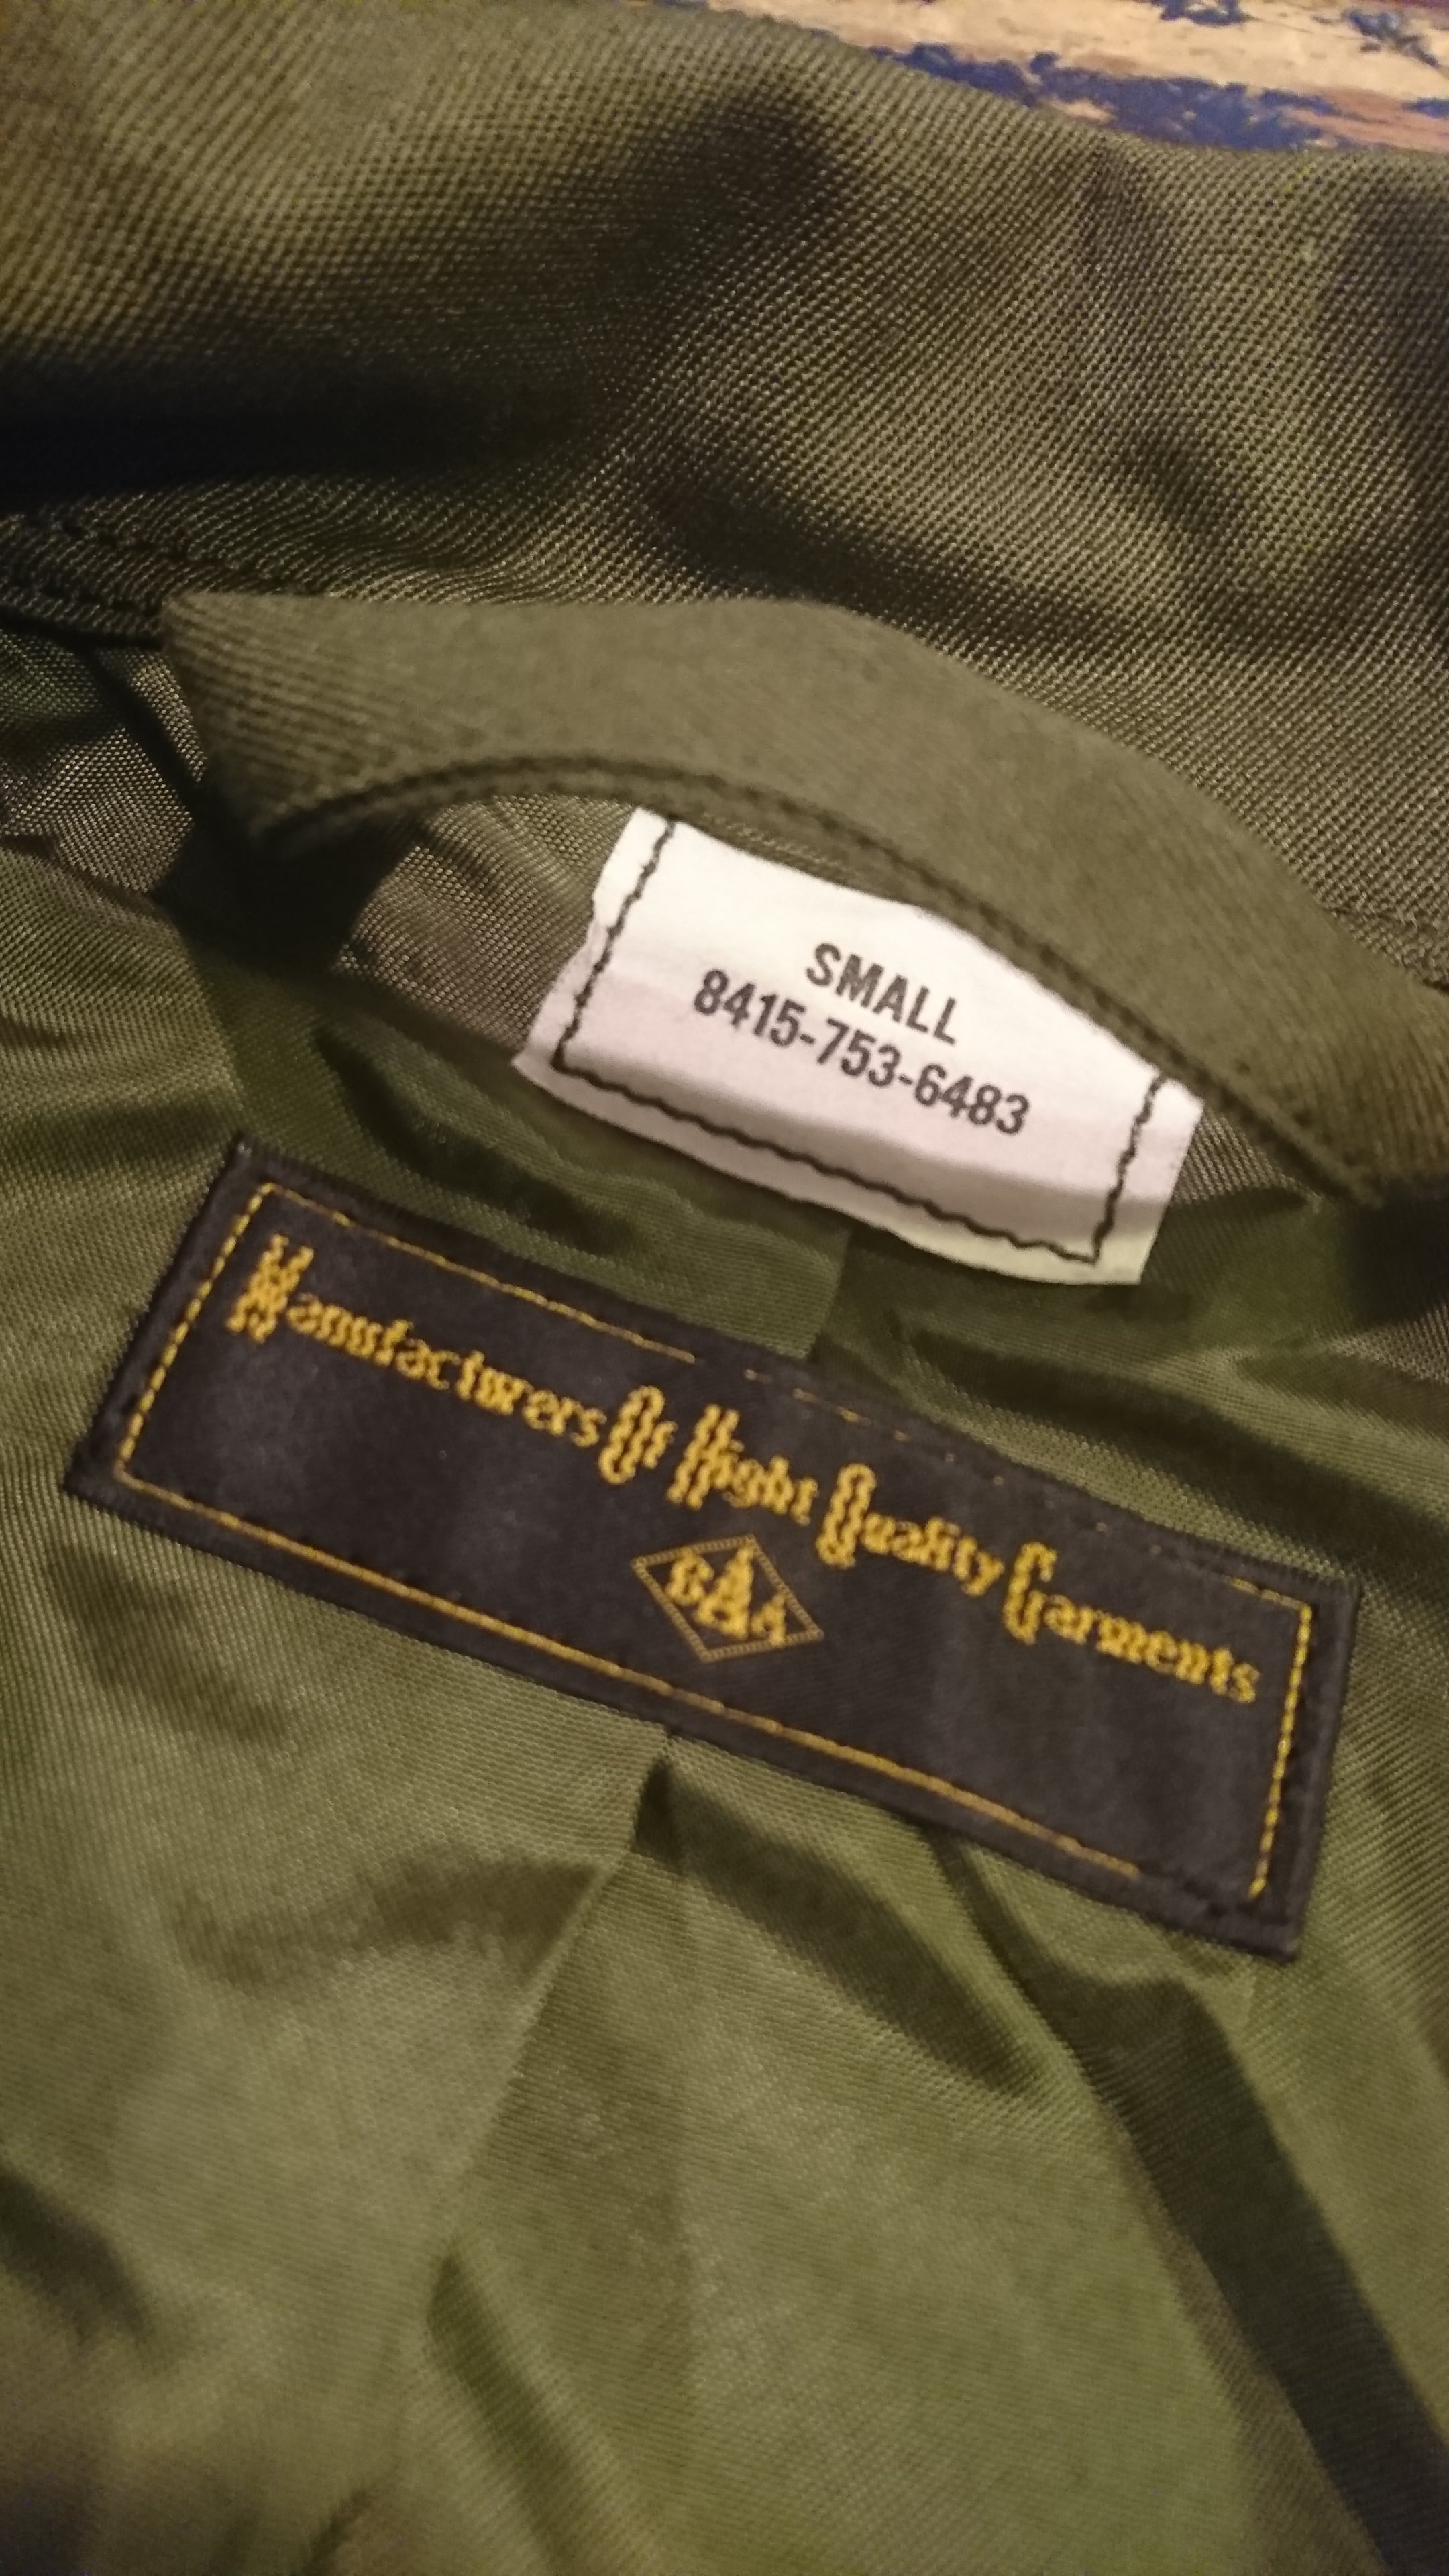 SMALL
8415-753-6483
Manufacturers Of Hight Quality Garments